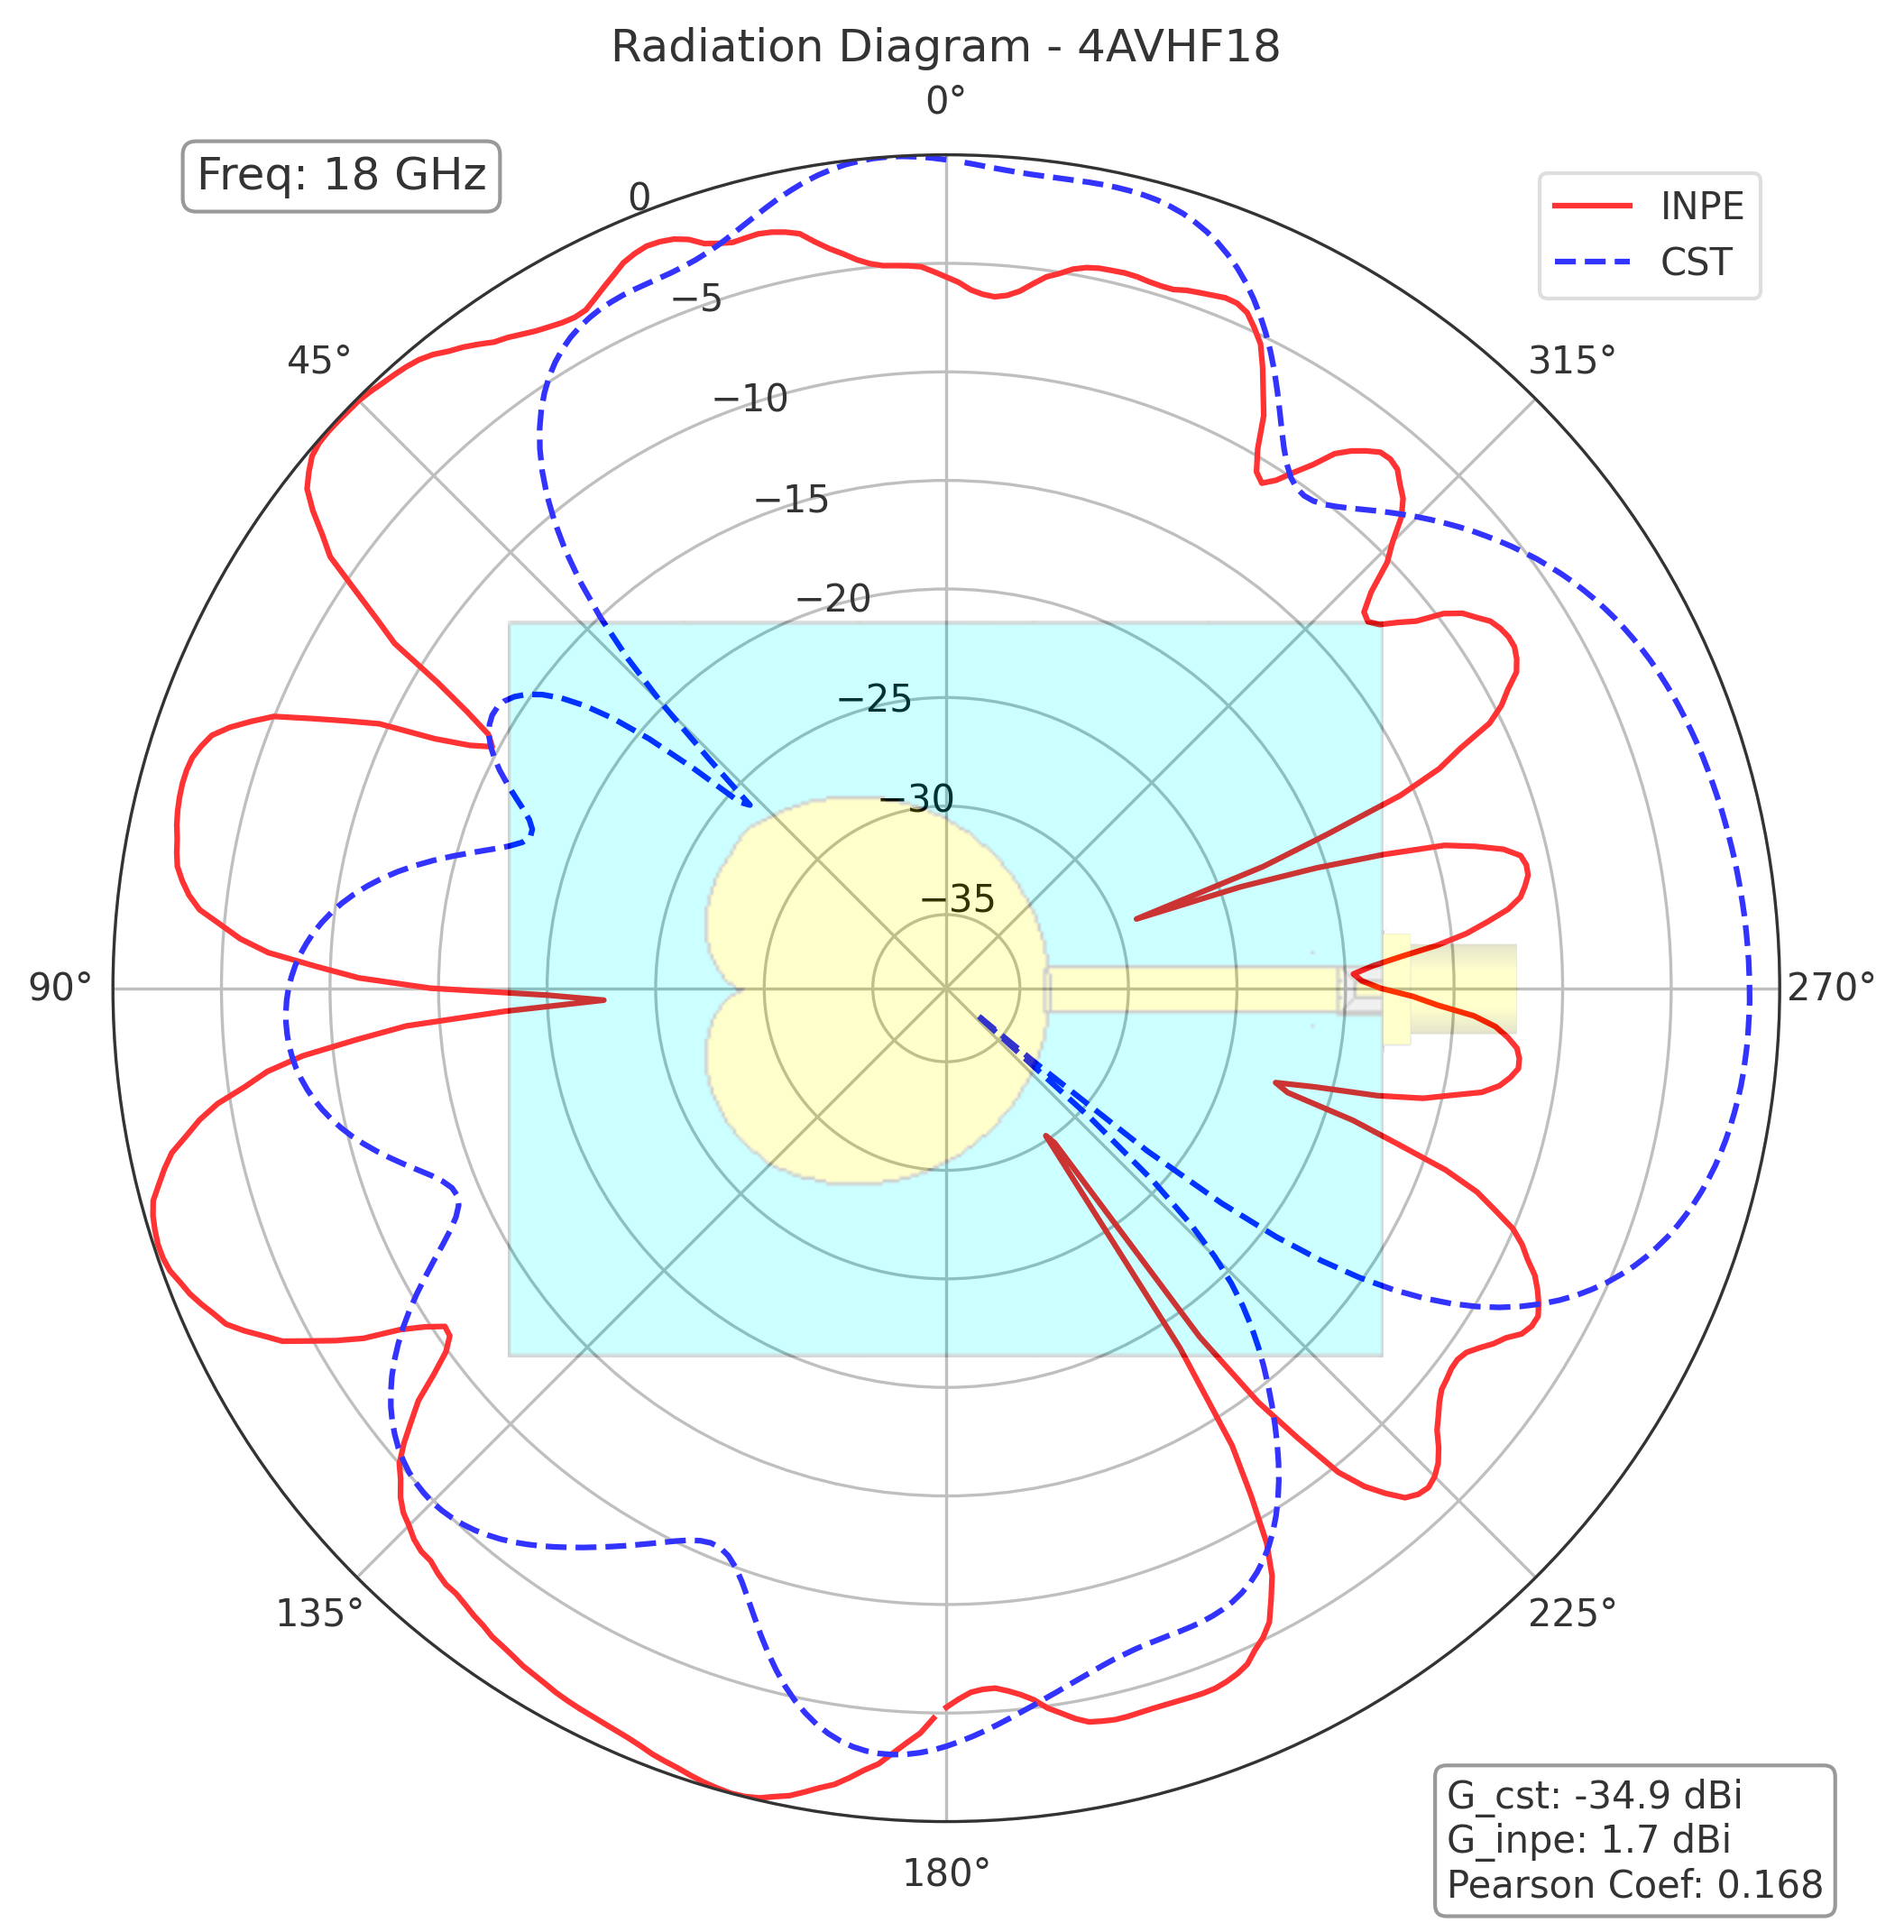 Radiation Diagram - 4AVHF18
0°
Freq: 18 GHz
INPE
CST
0
−5
45°
315°
−10
−15
−20
−25
−30
−35
90°
270°
135°
225°
180°
G_cst: -34.9 dBi
G_inpe: 1.7 dBi
Pearson Coef: 0.168